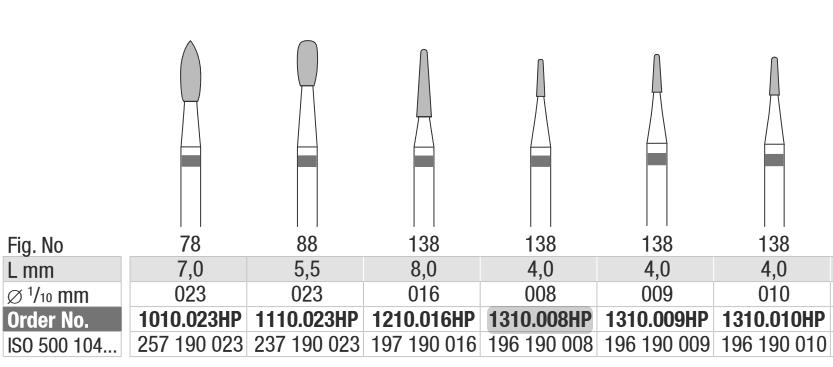 Fig. No 78 88 138 138 138 138
L mm 7,0 5,5 8,0 4,0 4,0 4,0
⌀ 1/10 mm 023 023 016 008 009 010
Order No. 1010.023HP 1110.023HP 1210.016HP 1310.008HP 1310.009HP 1310.010HP
ISO 500 104... 257 190 023 237 190 023 197 190 016 196 190 008 196 190 009 196 190 010